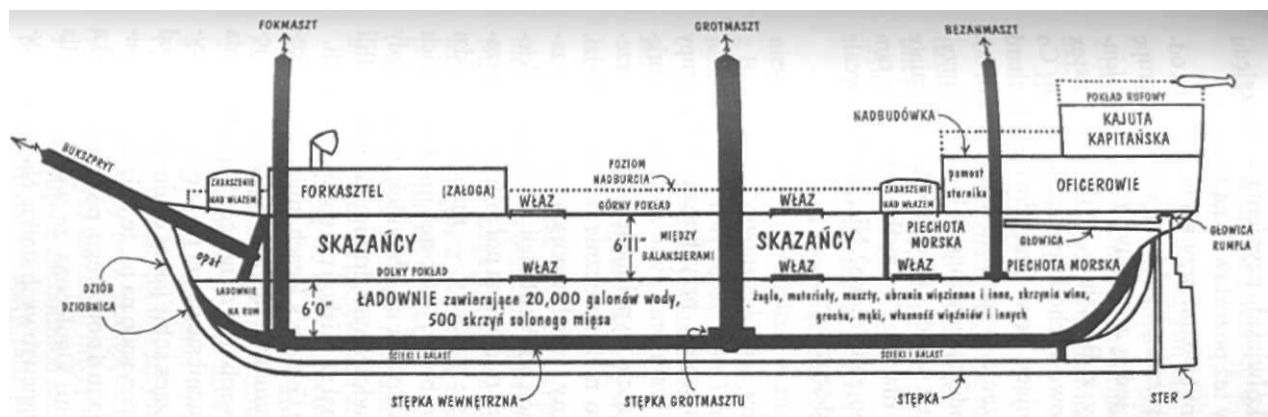 FOKMASZT
GROTMASZT
BEZANMASZT
POKŁAD RUFOWY
NADBUDÓWKA
KAJUTA
KAPITAŃSKA
BUKSZPRYT
ZADASZENIE
NAD WŁAZEM
FORKASZTEL
(ZAŁOGA)
POZIOM
NADBURCIA
WŁAZ
GÓRNY POKŁAD
WŁAZ
ZADASZENIE
NAD WŁAZEM
pomost
sternika
OFICEROWIE
opał
SKAZAŃCY
6'11"
MIĘDZY
BALANSJERAMI
SKAZAŃCY
PIECHOTA
MORSKA
GŁOWICA
GŁOWICA
RUMPLA
DOLNY POKŁAD
WŁAZ
WŁAZ
WŁAZ
PIECHOTA MORSKA
DZIÓB
DZIOBNICA
ŁADOWNIE
NA RUM
6'0"
ŁADOWNIE zawierające 20,000 galonów wody,
500 skrzyń solonego mięsa
żagle, materiały, maszty, ubrania więzienne i inne, skrzynie wina,
grochu, mąki, własność więźniów i innych
ŚCIEKI I BALAST
ŚCIEKI I BALAST
STĘPKA WEWNĘTRZNA
STĘPKA GROTMASZTU
STĘPKA
STER